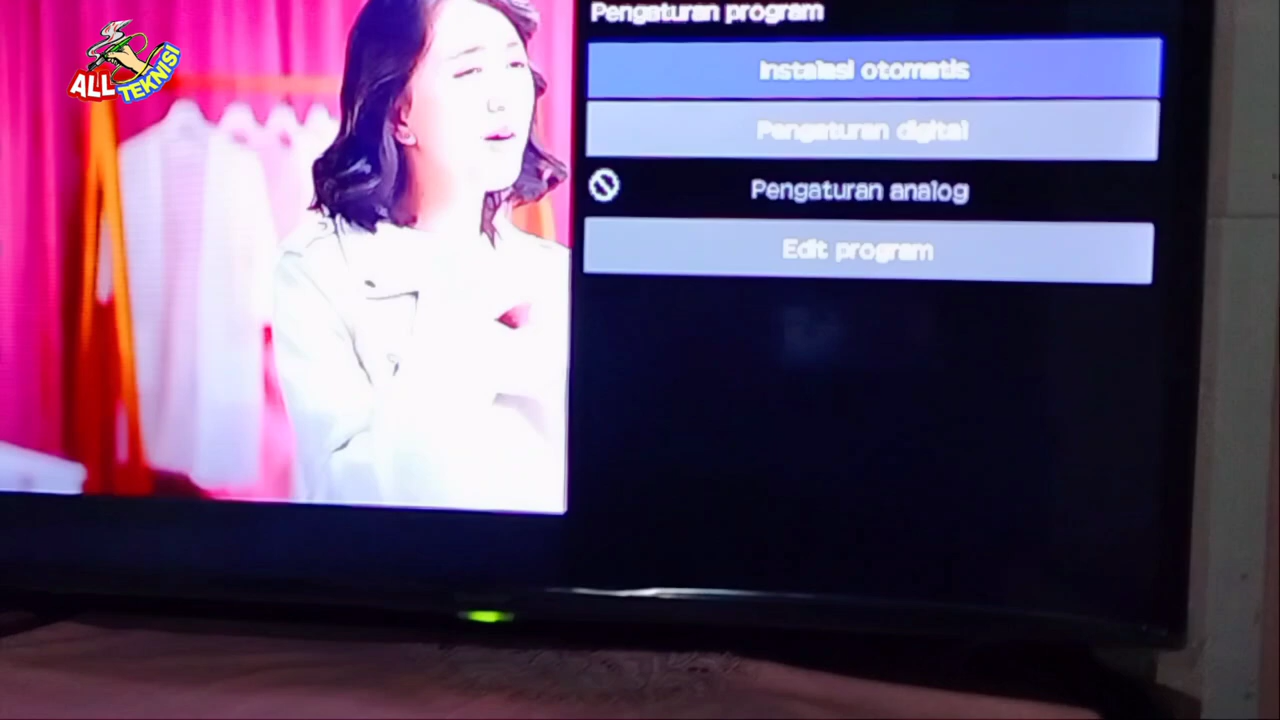 ALL
TEKNISI
Pengaturan program
Instalasi otomatis
Pengaturan digital
Pengaturan analog
Edit program